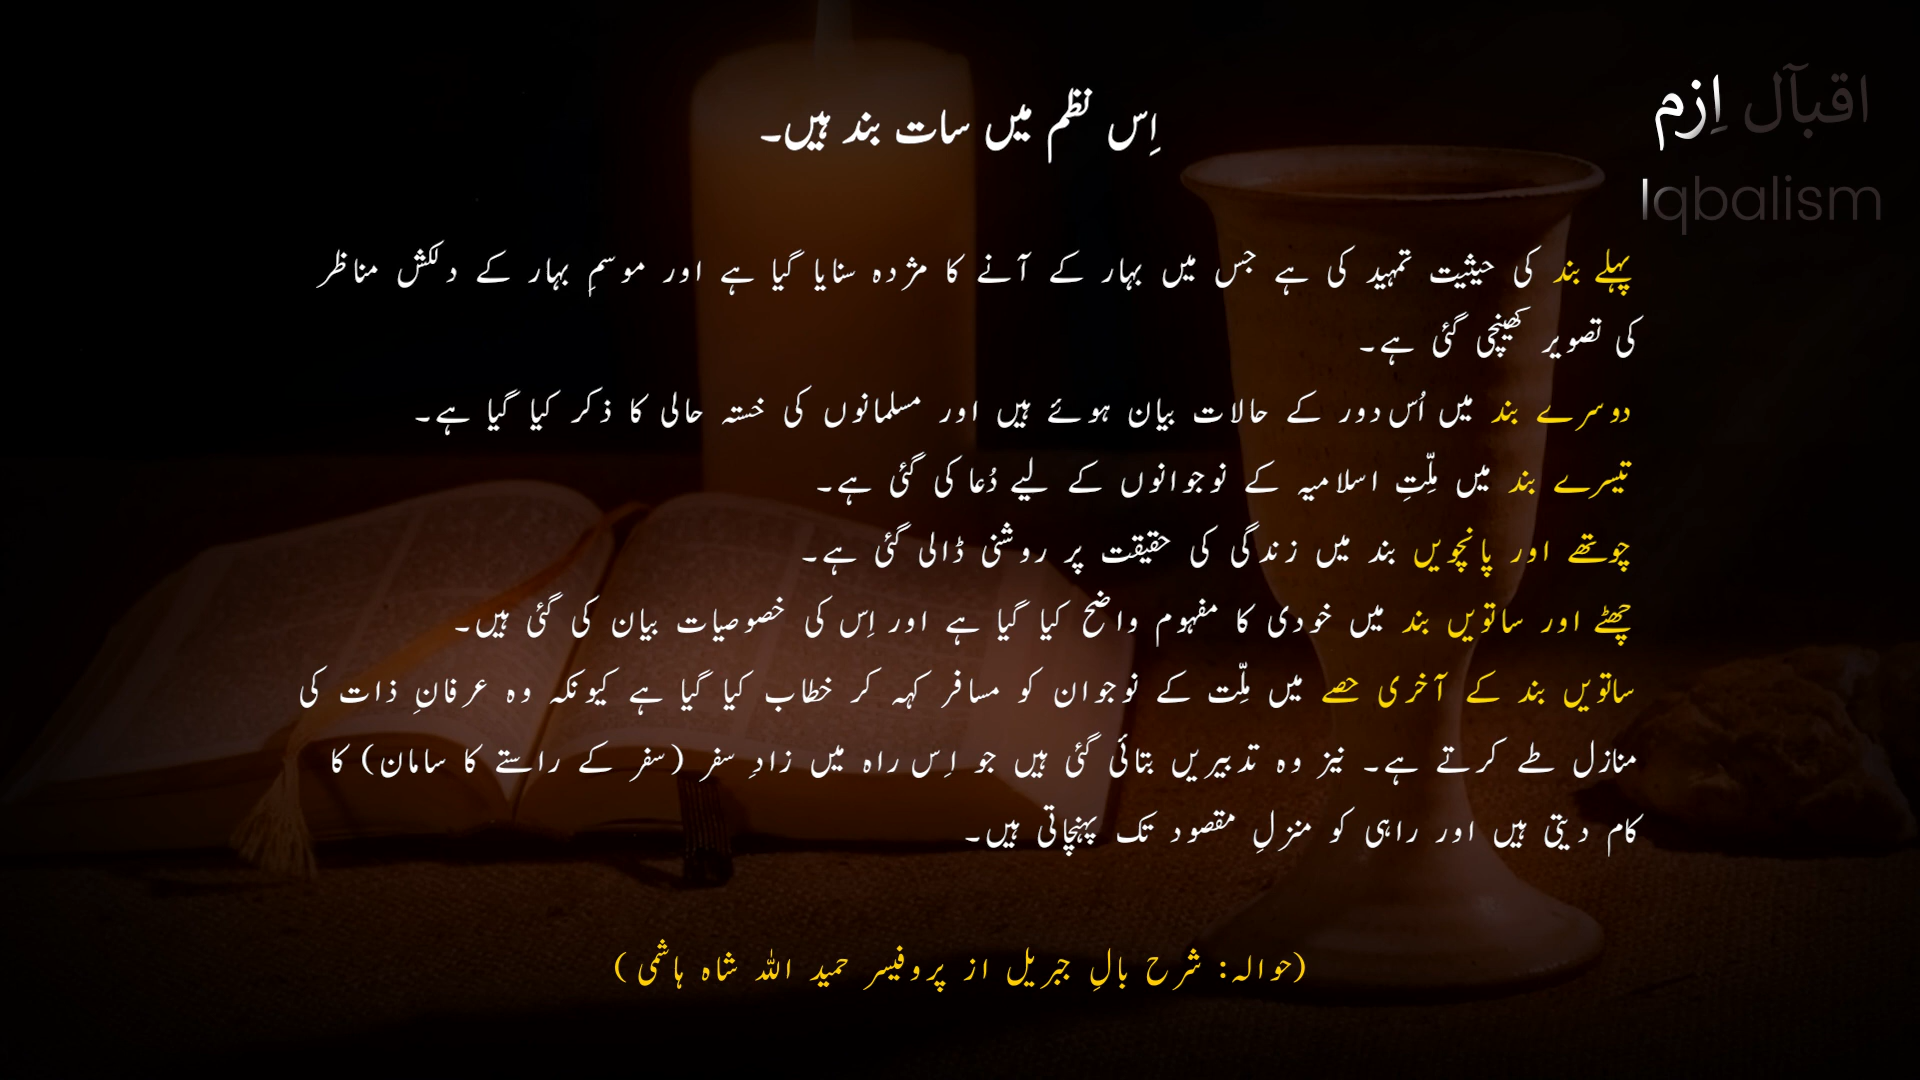 اقبآل اِزم
Iqbalism
اِس نظم میں سات بند ہیں۔
پہلے بند کی حیثیت تمہید کی ہے جس میں بہار کے آنے کا مژدہ سنایا گیا ہے اور موسمِ بہار کے دلکش مناظر
کی تصویر کھینچی گئی ہے۔
دوسرے بند میں اُس دور کے حالات بیان ہوئے ہیں اور مسلمانوں کی خستہ حالی کا ذکر کیا گیا ہے۔
تیسرے بند میں مِلّتِ اسلامیہ کے نوجوانوں کے لیے دُعا کی گئی ہے۔
چوتھے اور پانچویں بند میں زندگی کی حقیقت پر روشنی ڈالی گئی ہے۔
چھٹے اور ساتویں بند میں خودی کا مفہوم واضح کیا گیا ہے اور اِس کی خصوصیات بیان کی گئی ہیں۔
ساتویں بند کے آخری حصے میں مِلّت کے نوجوان کو مسافر کہہ کر خطاب کیا گیا ہے کیونکہ وہ عرفانِ ذات کی
منازل طے کرتے ہے۔ نیز وہ تدبیریں بتائی گئی ہیں جو اِس راہ میں زادِ سفر (سفر کے راستے کا سامان) کا
کام دیتی ہیں اور راہی کو منزلِ مقصود تک پہنچاتی ہیں۔
(حوالہ: شرح بالِ جبریل از پروفیسر حمید اللہ شاہ ہاشمی)